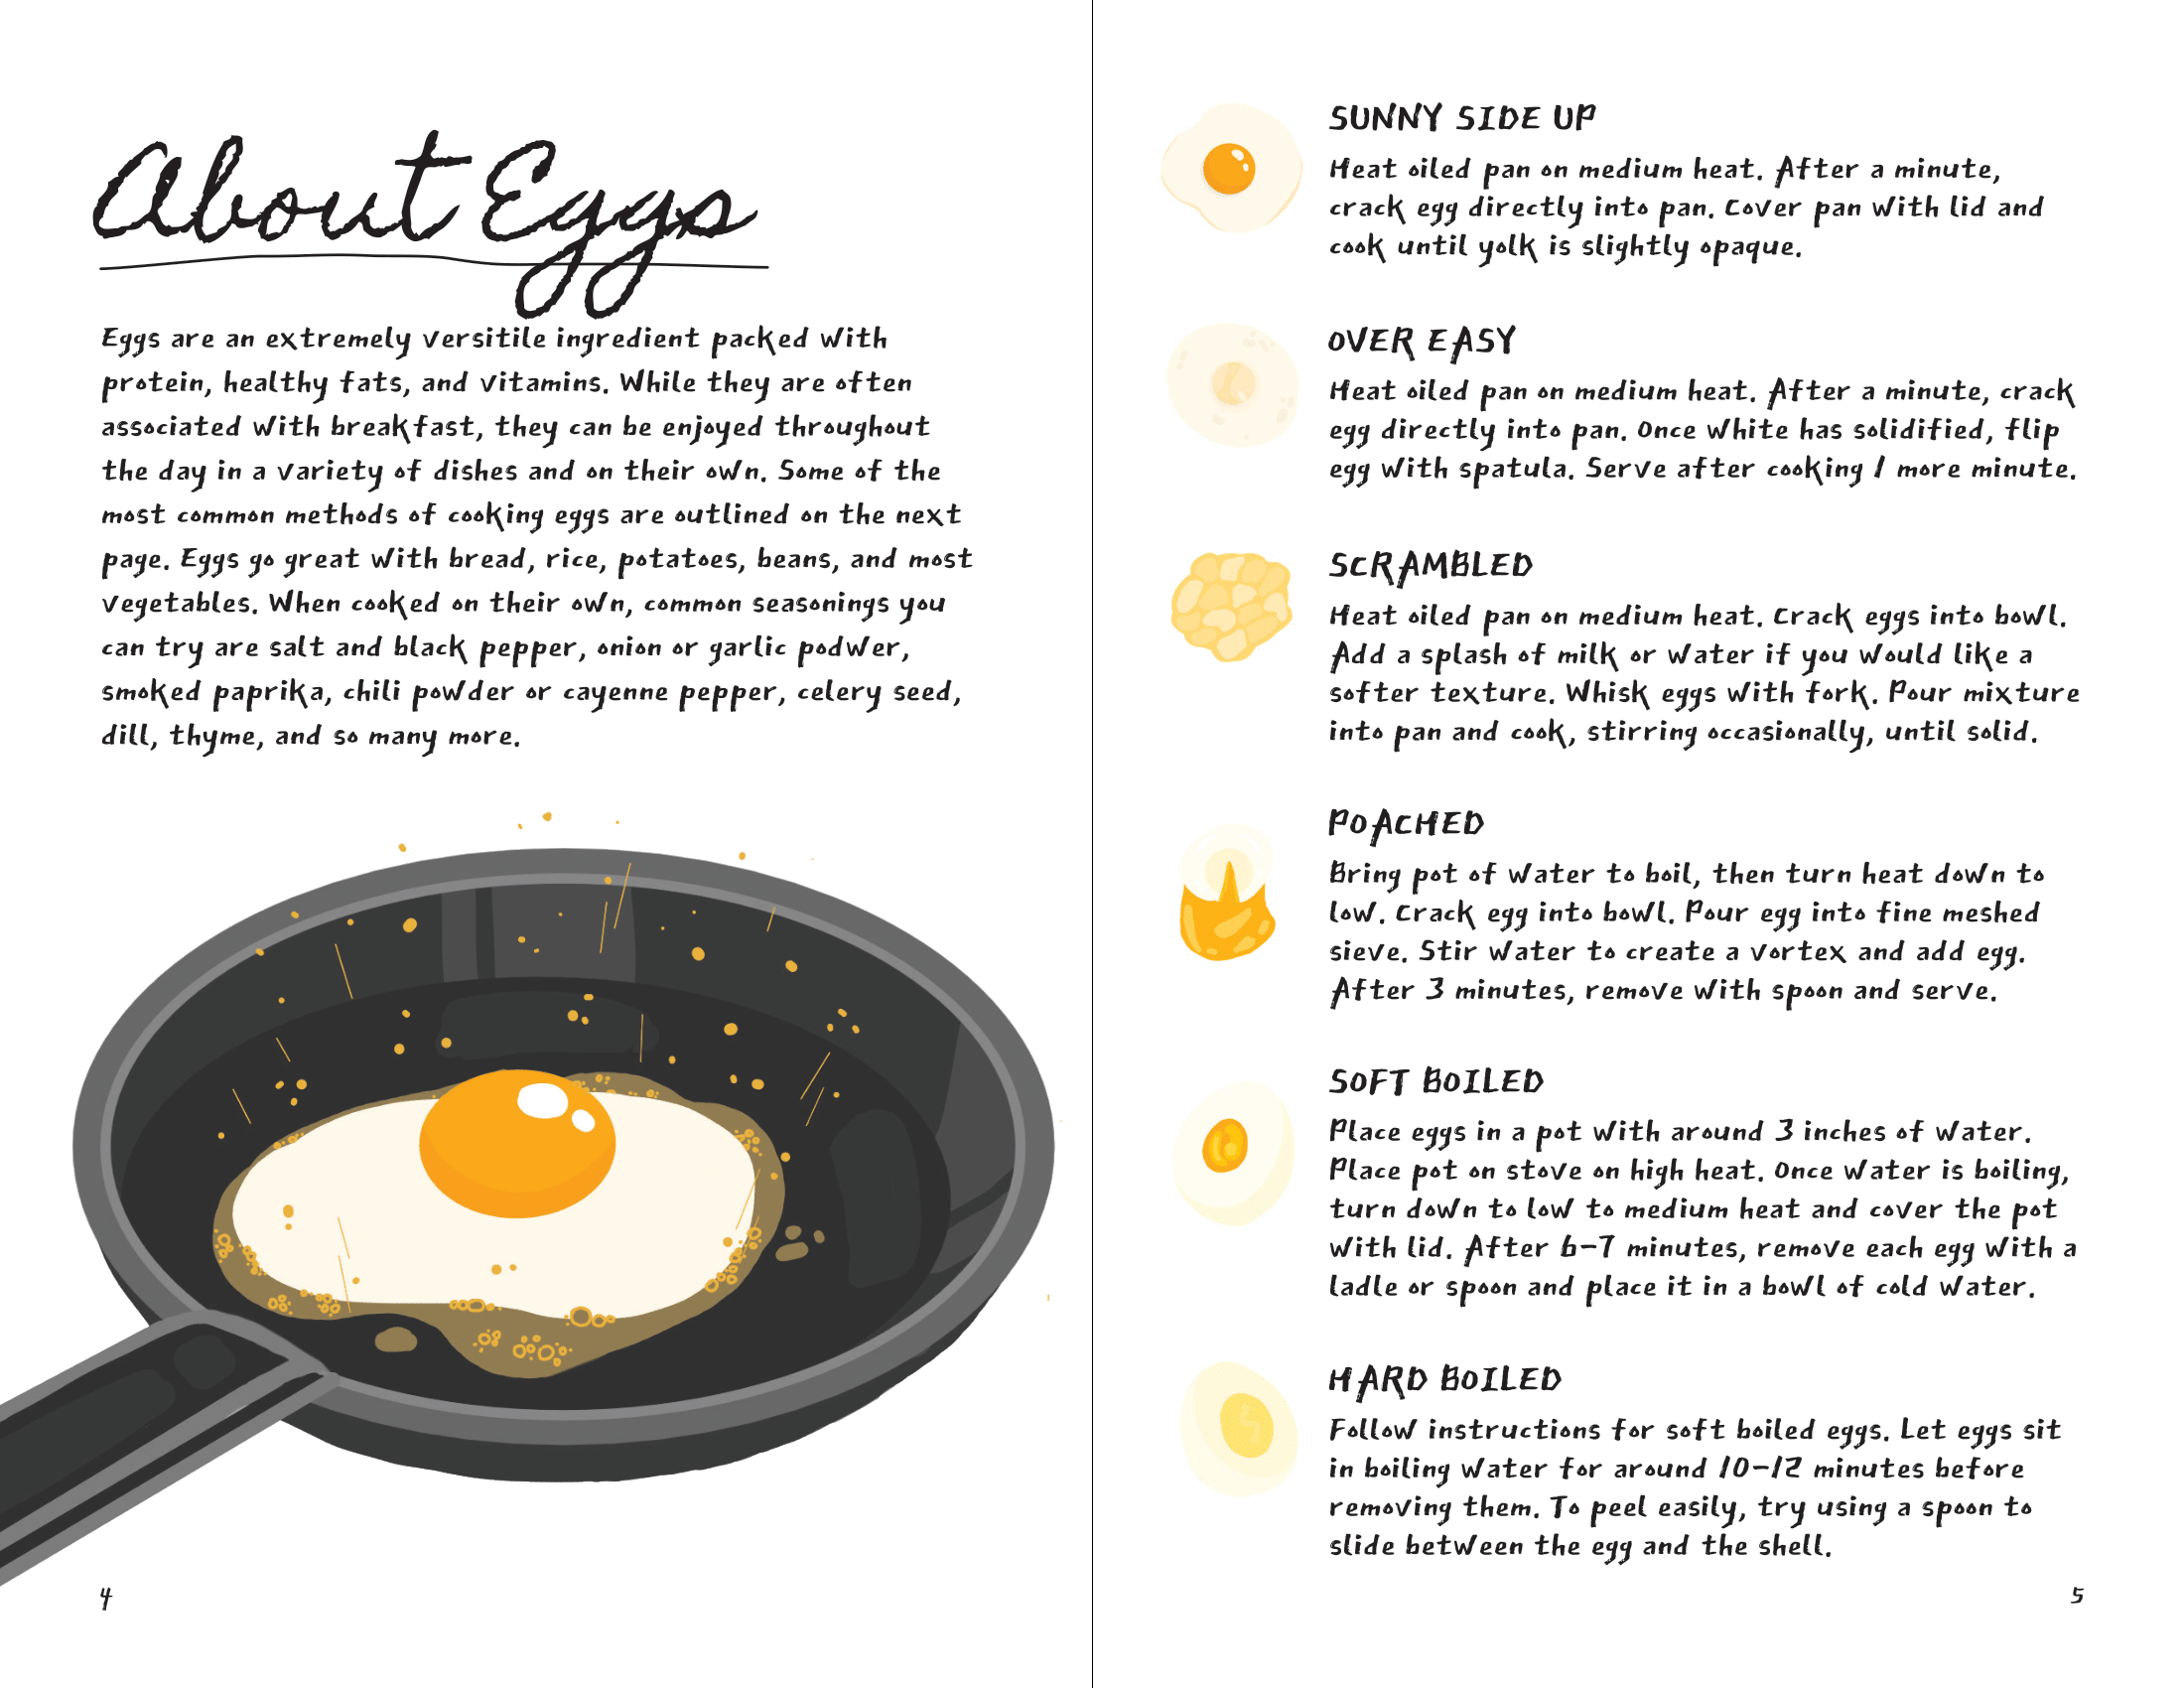 About Eggs
Eggs are an extremely versitile ingredient packed with
protein, healthy fats, and vitamins. While they are often
associated with breakfast, they can be enjoyed throughout
the day in a variety of dishes and on their own. Some of the
most common methods of cooking eggs are outlined on the next
page. Eggs go great with bread, rice, potatoes, beans, and most
vegetables. When cooked on their own, common seasonings you
can try are salt and black pepper, onion or garlic podwer,
smoked paprika, chili powder or cayenne pepper, celery seed,
dill, thyme, and so many more.
4
SUNNY SIDE UP
Heat oiled pan on medium heat. After a minute,
crack egg directly into pan. Cover pan with lid and
cook until yolk is slightly opaque.
OVER EASY
Heat oiled pan on medium heat. After a minute, crack
egg directly into pan. Once white has solidified, flip
egg with spatula. Serve after cooking 1 more minute.
SCRAMBLED
Heat oiled pan on medium heat. Crack eggs into bowl.
Add a splash of milk or water if you would like a
softer texture. Whisk eggs with fork. Pour mixture
into pan and cook, stirring occasionally, until solid.
POACHED
Bring pot of water to boil, then turn heat down to
low. Crack egg into bowl. Pour egg into fine meshed
sieve. Stir water to create a vortex and add egg.
After 3 minutes, remove with spoon and serve.
SOFT BOILED
Place eggs in a pot with around 3 inches of water.
Place pot on stove on high heat. Once water is boiling,
turn down to low to medium heat and cover the pot
with lid. After 6-7 minutes, remove each egg with a
ladle or spoon and place it in a bowl of cold water.
HARD BOILED
Follow instructions for soft boiled eggs. Let eggs sit
in boiling water for around 10-12 minutes before
removing them. To peel easily, try using a spoon to
slide between the egg and the shell.
5